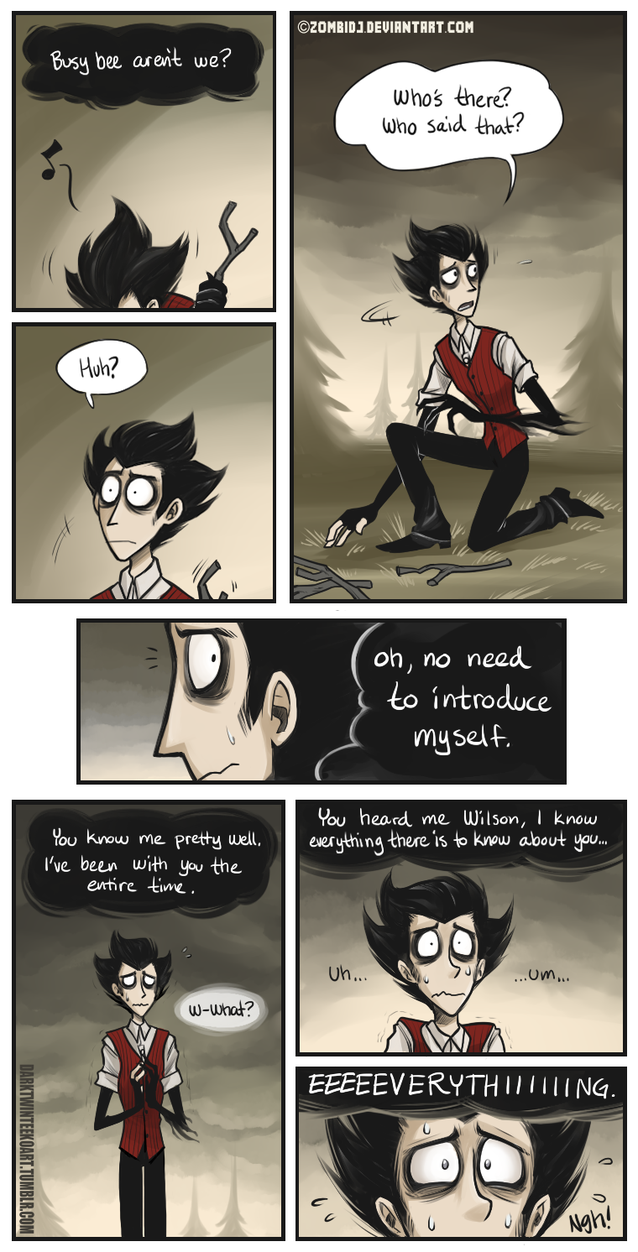 Busy bee aren't we?
©ZOMBIDJ.DEVIANTART.COM
Who's there?
Who said that?
Huh?
oh, no need
to introduce
myself.
You know me pretty well.
I've been with you the
entire time.
W-what?
DARKTWINTEEKOART.TUMBLR.COM
You heard me Wilson, I know
everything there is to know about you...
Uh...
...um...
EEEEEVERYTHIIIIIING.
Ngh!